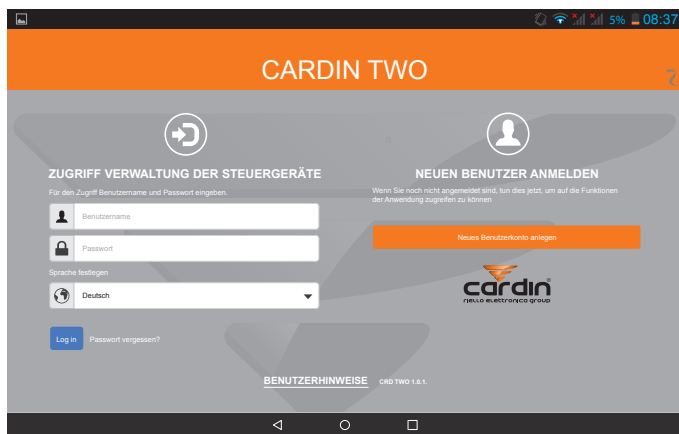 5% 08:37
CARDIN TWO
ZUGRIFF VERWALTUNG DER STEUERGERÄTE
Für den Zugriff Benutzername und Passwort eingeben.
Benutzername
Passwort
Sprache festlegen
Deutsch
Log in Passwort vergessen?
NEUEN BENUTZER ANMELDEN
Wenn Sie noch nicht angemeldet sind, tun dies jetzt, um auf die Funktionen
der Anwendung zugreifen zu können
Neues Benutzerkonto anlegen
cardin
riello elettronica group
BENUTZERHINWEISE CRD TWO 1.0.1.